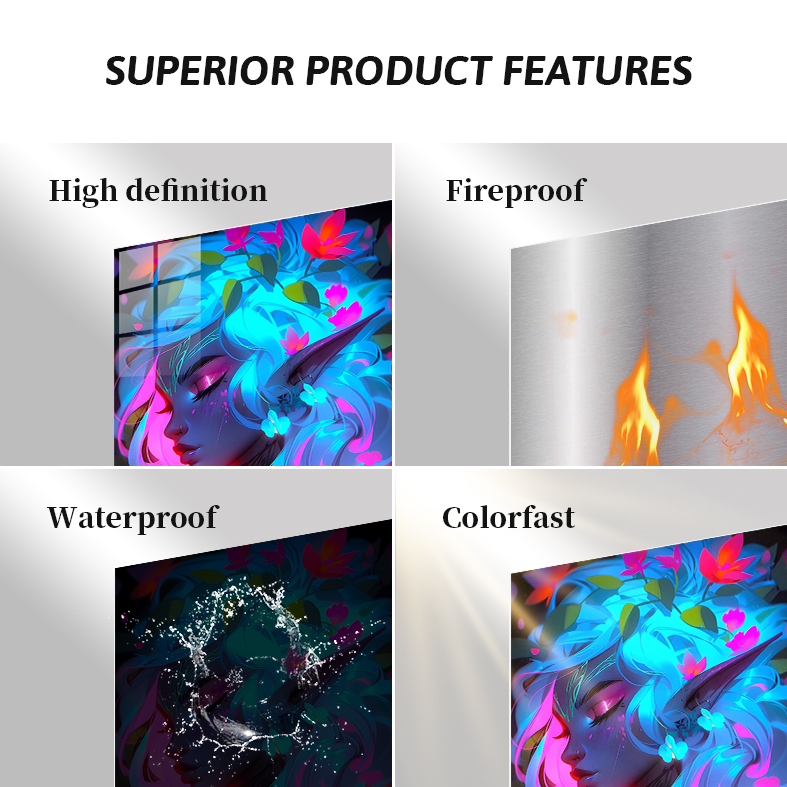 SUPERIOR PRODUCT FEATURES
High definition
Fireproof
Waterproof
Colorfast